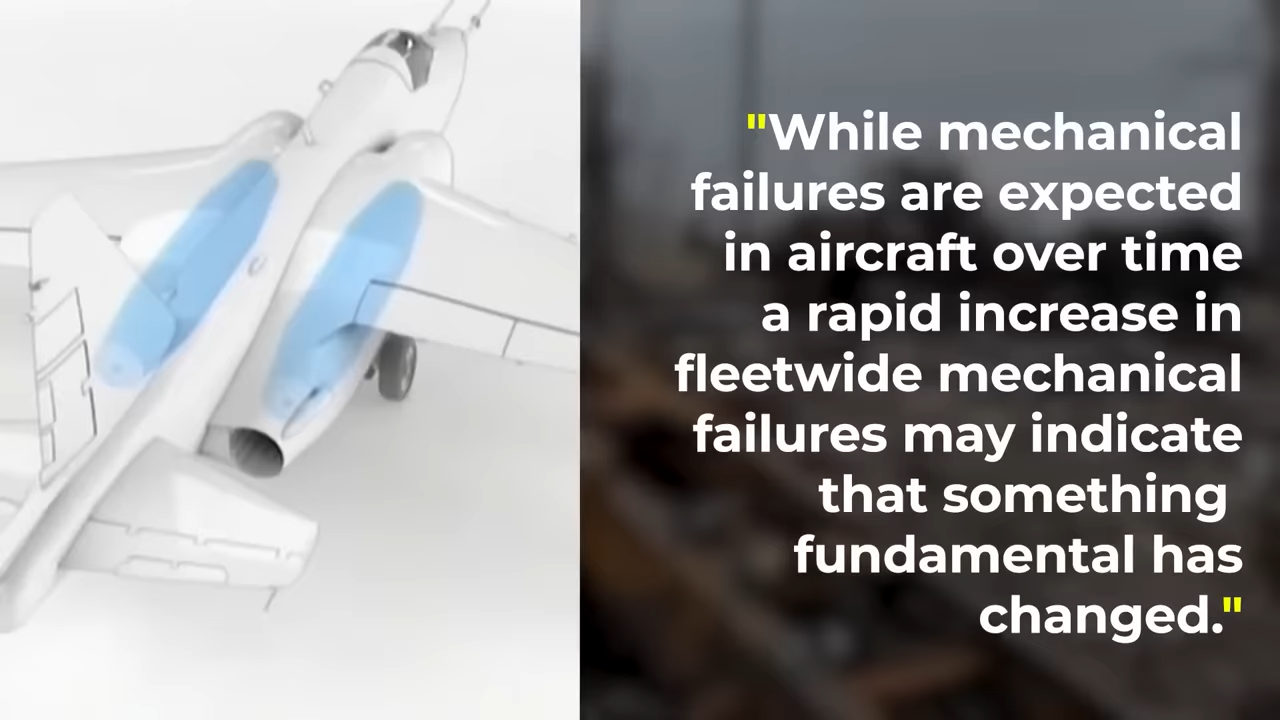 "While mechanical
failures are expected
in aircraft over time
a rapid increase in
fleetwide mechanical
failures may indicate
that something
fundamental has
changed."